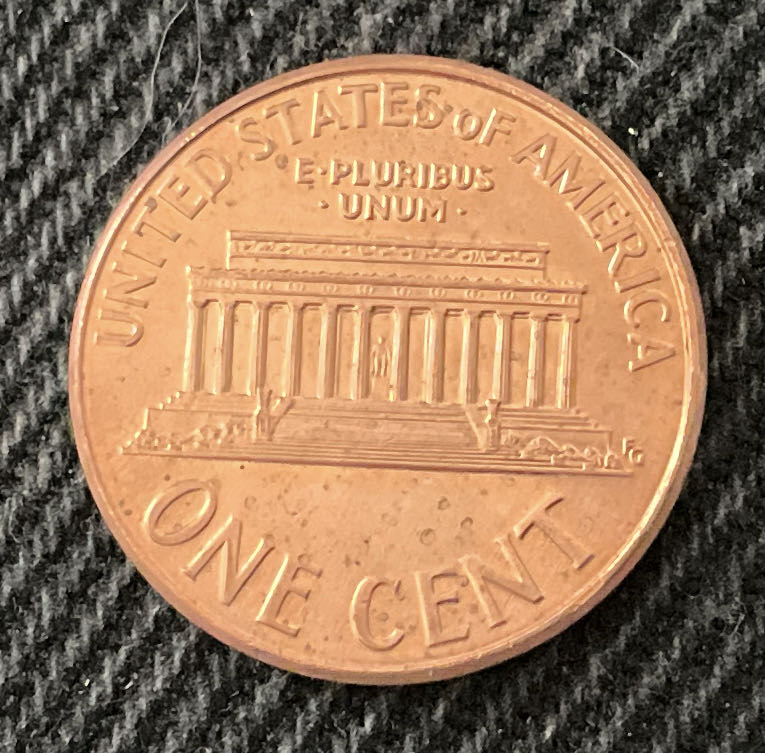 UNITED STATES OF AMERICA
E·PLURIBUS
·UNUM·
FG
ONE CENT